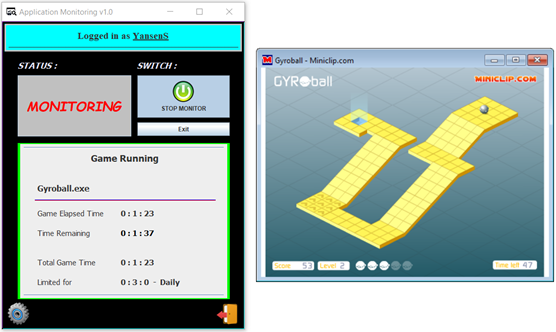 Application Monitoring v1.0
Logged in as YansenS
STATUS :
SWITCH :
MONITORING
STOP MONITOR
Exit
Game Running
Gyroball.exe
Game Elapsed Time 0 : 1 : 23
Time Remaining 0 : 1 : 37
Total Game Time 0 : 1 : 23
Limited for 0 : 3 : 0 - Daily
Gyroball - Miniclip.com
GYROball
MINICLIP.COM
Score 53 Level 2
Time left 47